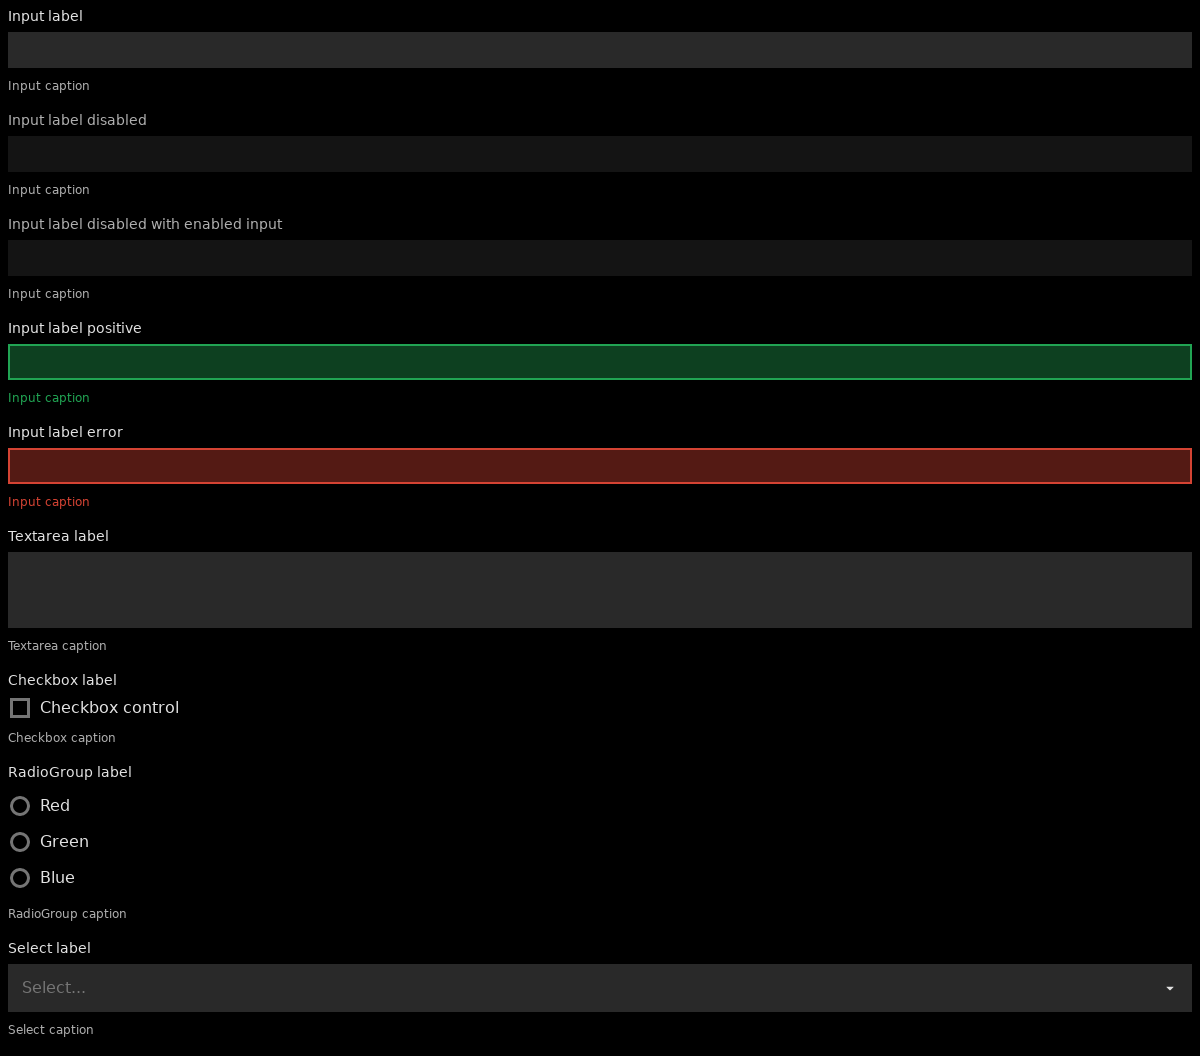 Input label
Input caption
Input label disabled
Input caption
Input label disabled with enabled input
Input caption
Input label positive
Input caption
Input label error
Input caption
Textarea label
Textarea caption
Checkbox label
Checkbox control
Checkbox caption
RadioGroup label
Red
Green
Blue
RadioGroup caption
Select label
Select...
Select caption